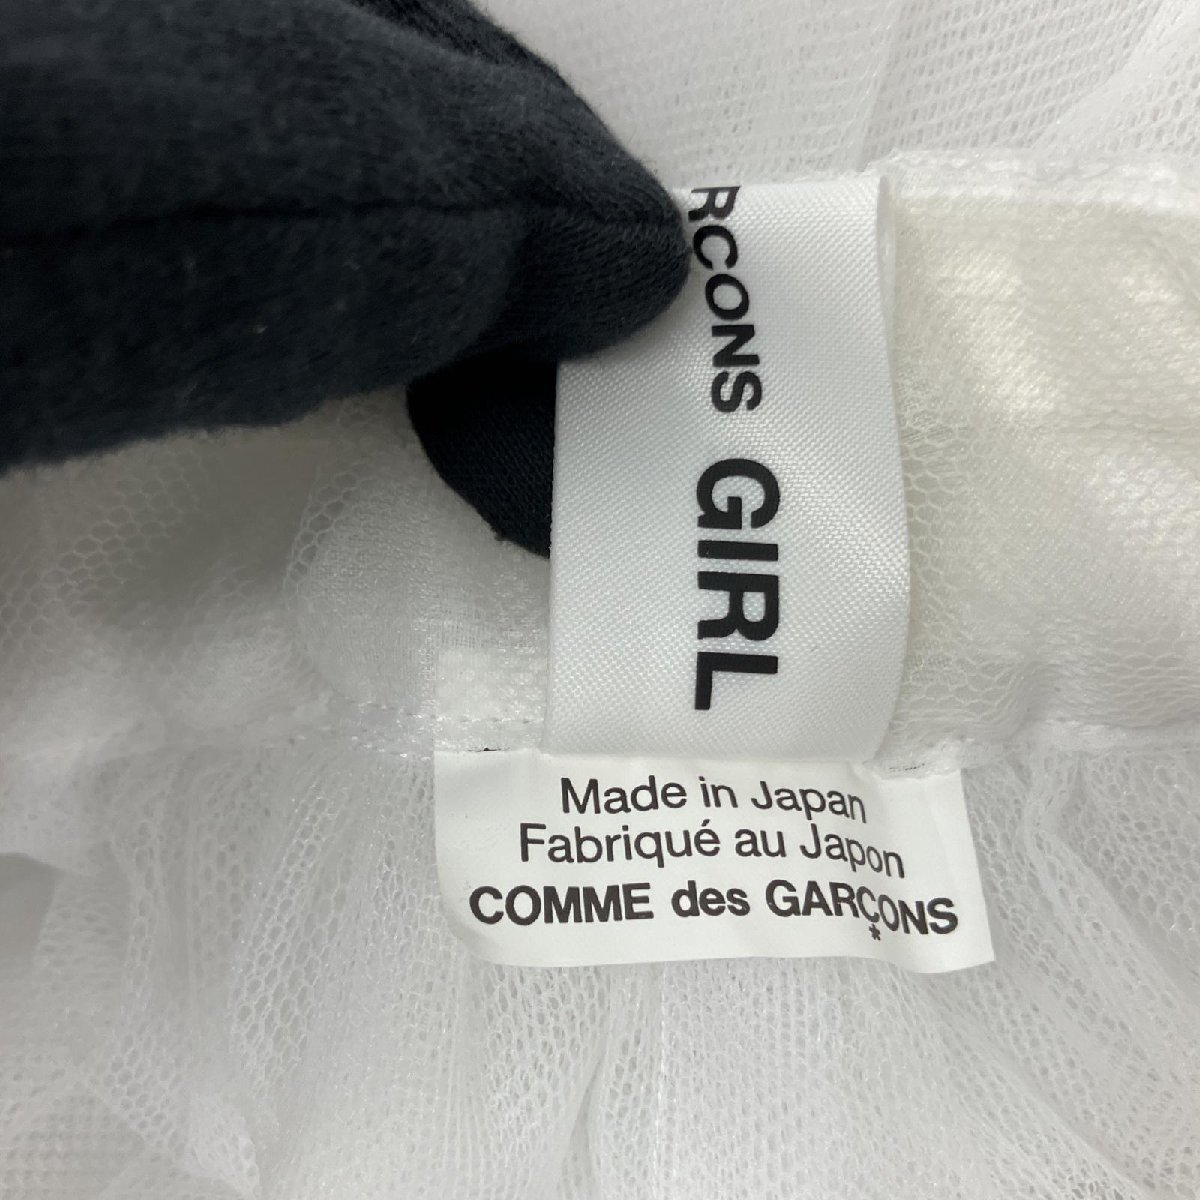 RCONS GIRL
Made in Japan
Fabriqué au Japon
COMME des GARÇONS
*